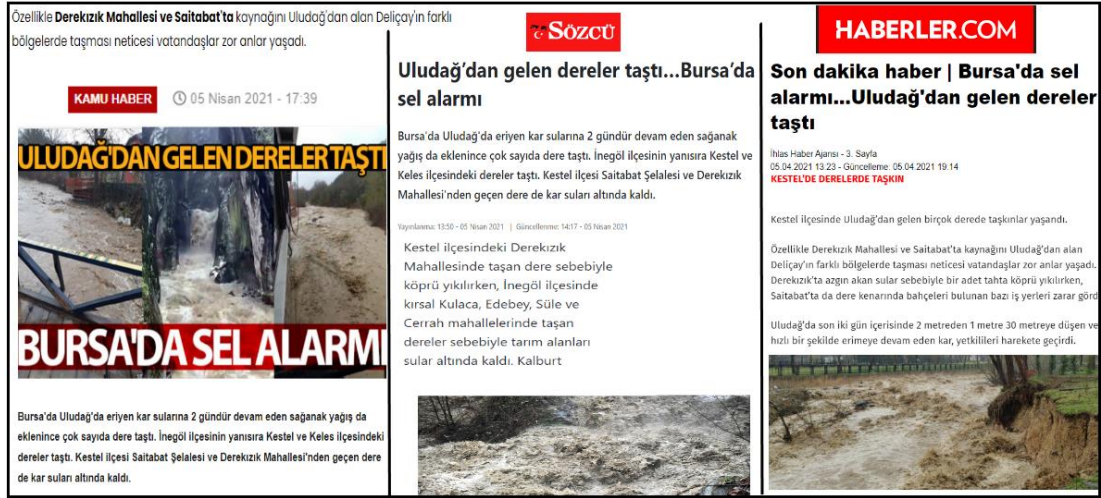 Özellikle Derekızık Mahallesi ve Saitabat'ta kaynağını Uludağ'dan alan Deliçay'ın farklı
bölgelerde taşması neticesi vatandaşlar zor anlar yaşadı.
KAMU HABER
05 Nisan 2021 - 17:39
ULUDAĞ'DAN GELEN DERELER TAŞTI
BURSA'DA SEL ALARMI
Bursa'da Uludağ'da eriyen kar sularına 2 gündür devam eden sağanak yağış da
eklenince çok sayıda dere taştı. İnegöl ilçesinin yanısıra Kestel ve Keles ilçesindeki
dereler taştı. Kestel ilçesi Saitabat Şelalesi ve Derekızık Mahallesi'nden geçen dere
de kar suları altında kaldı.
SÖZCÜ
Uludağ'dan gelen dereler taştı...Bursa'da
sel alarmı
Bursa'da Uludağ'da eriyen kar sularına 2 gündür devam eden sağanak
yağış da eklenince çok sayıda dere taştı. İnegöl ilçesinin yanısıra Kestel ve
Keles ilçesindeki dereler taştı. Kestel ilçesi Saitabat Şelalesi ve Derekızık
Mahallesi'nden geçen dere de kar suları altında kaldı.
Yayınlanma: 13:50 - 05 Nisan 2021 | Güncellenme: 14:17 - 05 Nisan 2021
Kestel ilçesindeki Derekızık
Mahallesinde taşan dere sebebiyle
köprü yıkılırken, İnegöl ilçesinde
kırsal Kulaca, Edebey, Süle ve
Cerrah mahallelerinde taşan
dereler sebebiyle tarım alanları
sular altında kaldı. Kalburt
HABERLER.COM
Son dakika haber | Bursa'da sel
alarmı...Uludağ'dan gelen dereler
taştı
İhlas Haber Ajansı - 3. Sayfa
05.04.2021 13:23 - Güncelleme: 05.04.2021 19:14
KESTEL'DE DERELERDE TAŞKIN
Kestel ilçesinde Uludağ'dan gelen birçok derede taşkınlar yaşandı.
Özellikle Derekızık Mahallesi ve Saitabat'ta kaynağını Uludağ'dan alan
Deliçay'ın farklı bölgelerde taşması neticesi vatandaşlar zor anlar yaşadı.
Derekızık'ta azgın akan sular sebebiyle bir adet tahta köprü yıkılırken,
Saitabat'ta da dere kenarında bahçeleri bulunan bazı iş yerleri zarar görd
Uludağ'da son iki gün içerisinde 2 metreden 1 metre 30 metreye düşen ve
hızlı bir şekilde erimeye devam eden kar, yetkilileri harekete geçirdi.